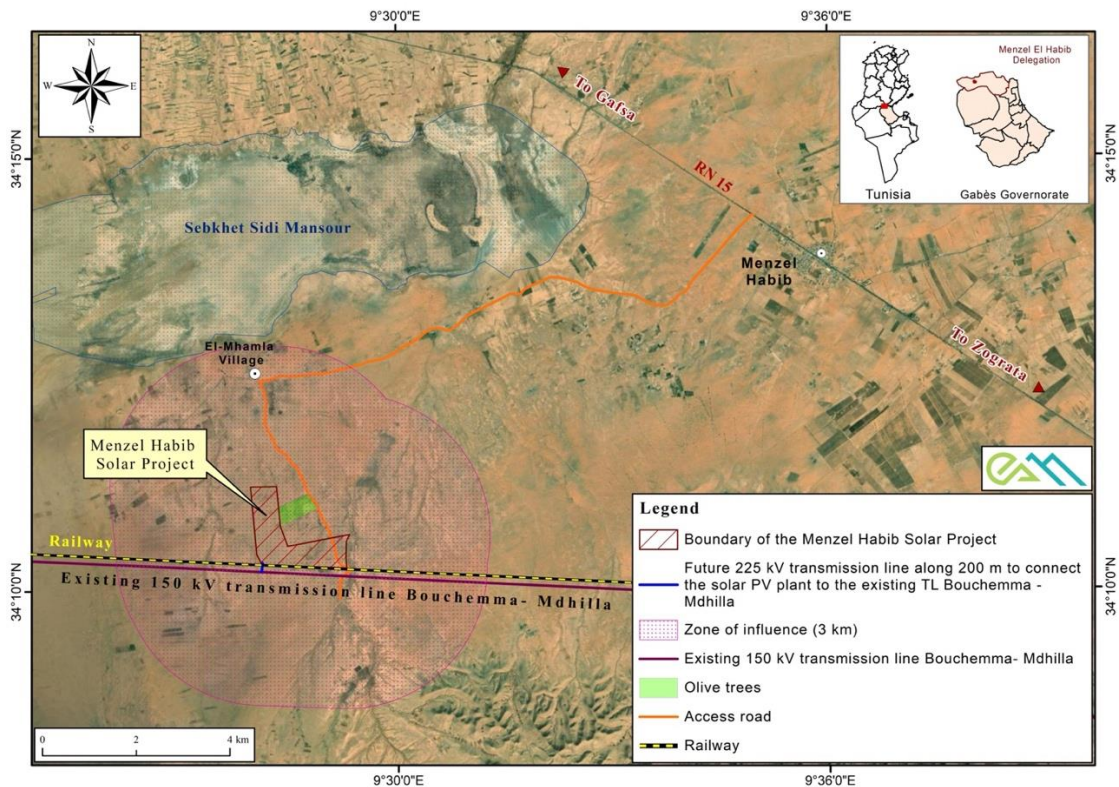 9°30'0"E
9°36'0"E
N
W
E
S
Menzel El Habib
Delegation
Tunisia
Gabès Governorate
To Gafsa
RN 15
34°15'0"N
34°15'0"N
Sebkhet Sidi Mansour
Menzel
Habib
El-Mhamla
Village
To Zograta
Menzel Habib
Solar Project
Railway
Existing 150 kV transmission line Bouchemma- Mdhilla
34°10'0"N
34°10'0"N
Legend
Boundary of the Menzel Habib Solar Project
Future 225 kV transmission line along 200 m to connect
the solar PV plant to the existing TL Bouchemma -
Mdhilla
Zone of influence (3 km)
Existing 150 kV transmission line Bouchemma- Mdhilla
Olive trees
Access road
Railway
0
2
4 km
9°30'0"E
9°36'0"E